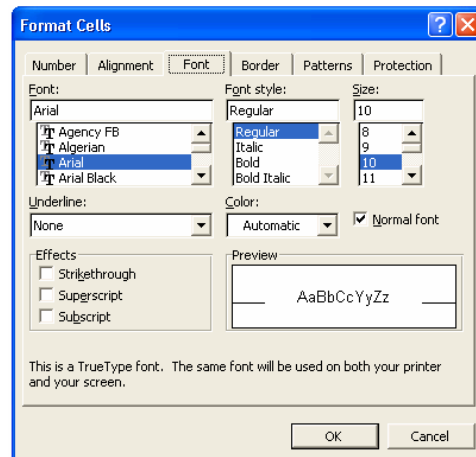 Format Cells
Number Alignment Font Border Patterns Protection
Font: Font style: Size:
Arial Regular 10
Agency FB Regular 8
Algerian Italic 9
Arial Bold 10
Arial Black Bold Italic 11
Underline: Color:
None Automatic Normal font
Effects Preview
Strikethrough
Superscript AaBbCcYyZz
Subscript
This is a TrueType font. The same font will be used on both your printer
and your screen.
OK Cancel